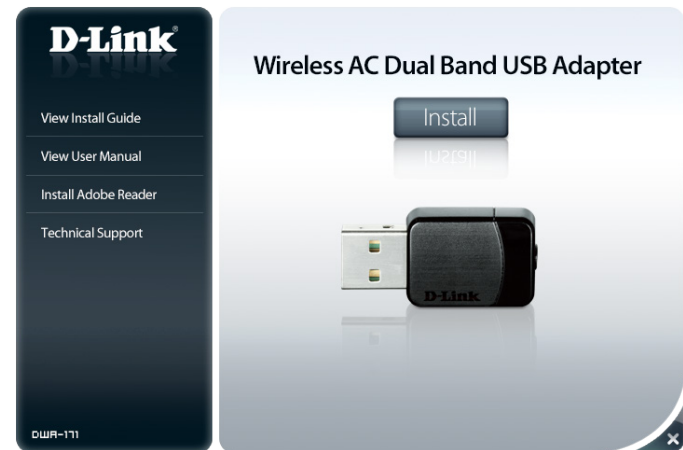 D-Link
View Install Guide
View User Manual
Install Adobe Reader
Technical Support
DWA-171
Wireless AC Dual Band USB Adapter
Install
D-Link